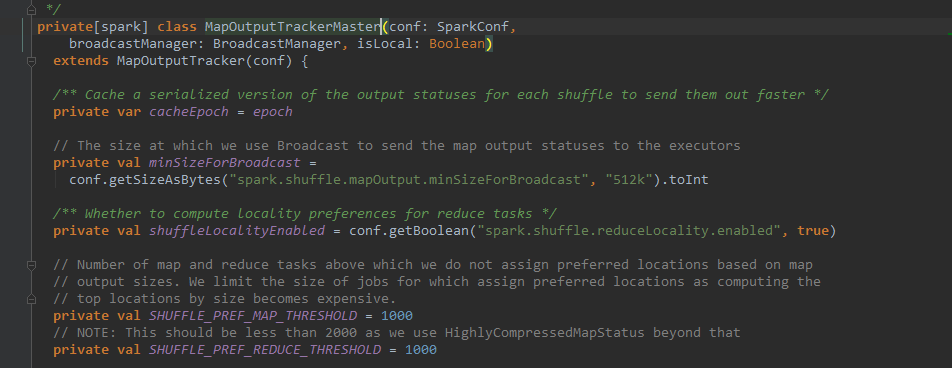 */
private[spark] class MapOutputTrackerMaster(conf: SparkConf,
broadcastManager: BroadcastManager, isLocal: Boolean)
extends MapOutputTracker(conf) {
/** Cache a serialized version of the output statuses for each shuffle to send them out faster */
private var cacheEpoch = epoch
// The size at which we use Broadcast to send the map output statuses to the executors
private val minSizeForBroadcast =
conf.getSizeAsBytes("spark.shuffle.mapOutput.minSizeForBroadcast", "512k").toInt
/** Whether to compute locality preferences for reduce tasks */
private val shuffleLocalityEnabled = conf.getBoolean("spark.shuffle.reduceLocality.enabled", true)
// Number of map and reduce tasks above which we do not assign preferred locations based on map
// output sizes. We limit the size of jobs for which assign preferred locations as computing the
// top locations by size becomes expensive.
private val SHUFFLE_PREF_MAP_THRESHOLD = 1000
// NOTE: This should be less than 2000 as we use HighlyCompressedMapStatus beyond that
private val SHUFFLE_PREF_REDUCE_THRESHOLD = 1000